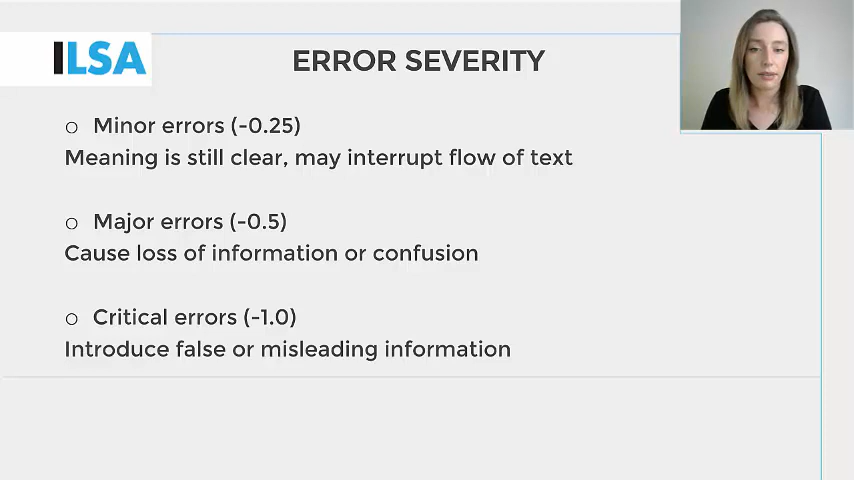 ILSA
ERROR SEVERITY
o Minor errors (-0.25)
Meaning is still clear, may interrupt flow of text
o Major errors (-0.5)
Cause loss of information or confusion
o Critical errors (-1.0)
Introduce false or misleading information